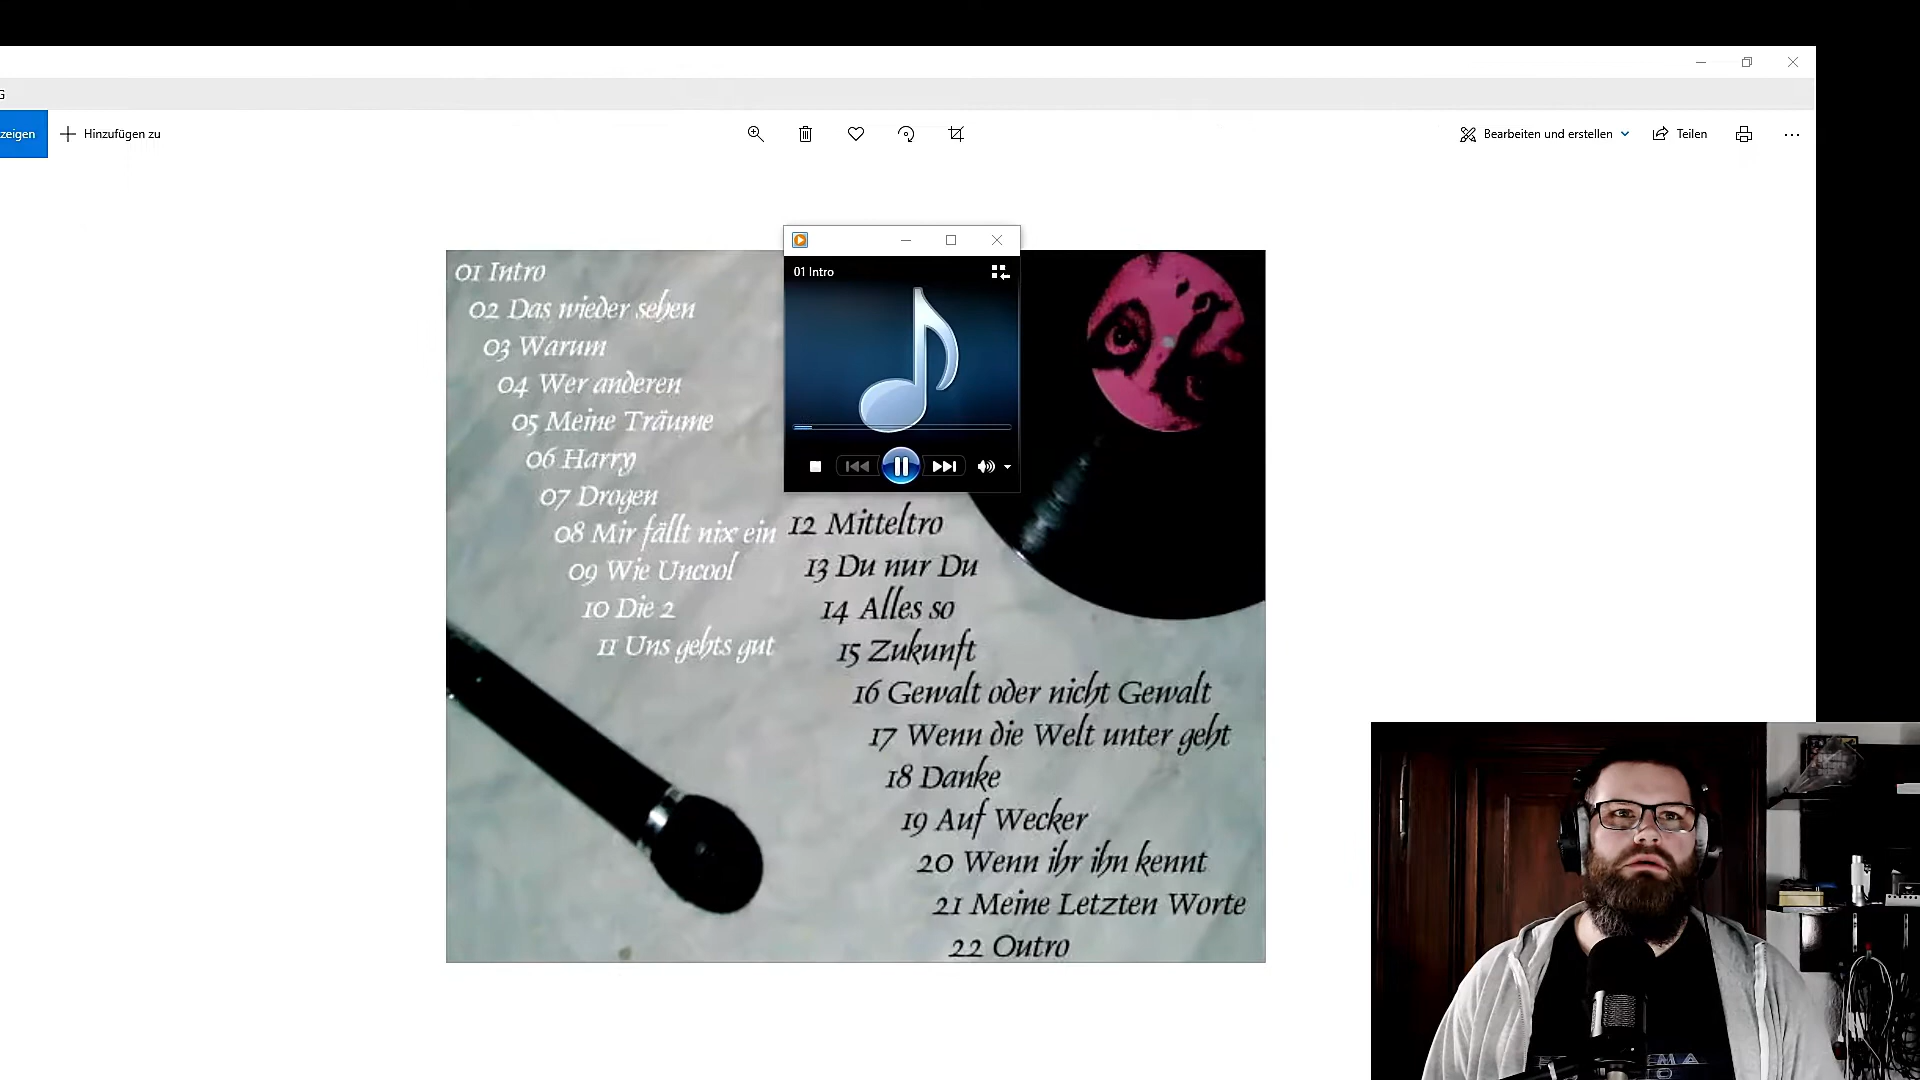 G
zeigen
Hinzufügen zu
Bearbeiten und erstellen
Teilen
01 Intro
01 Intro
02 Das wieder sehen
03 Warum
04 Wer anderen
05 Meine Träume
06 Harry
07 Drogen
08 Mir fällt nix ein
09 Wie Uncool
10 Die 2
11 Uns gehts gut
12 Mitteltro
13 Du nur Du
14 Alles so
15 Zukunft
16 Gewalt oder nicht Gewalt
17 Wenn die Welt unter geht
18 Danke
19 Auf Wecker
20 Wenn ihr ihn kennt
21 Meine Letzten Worte
22 Outro